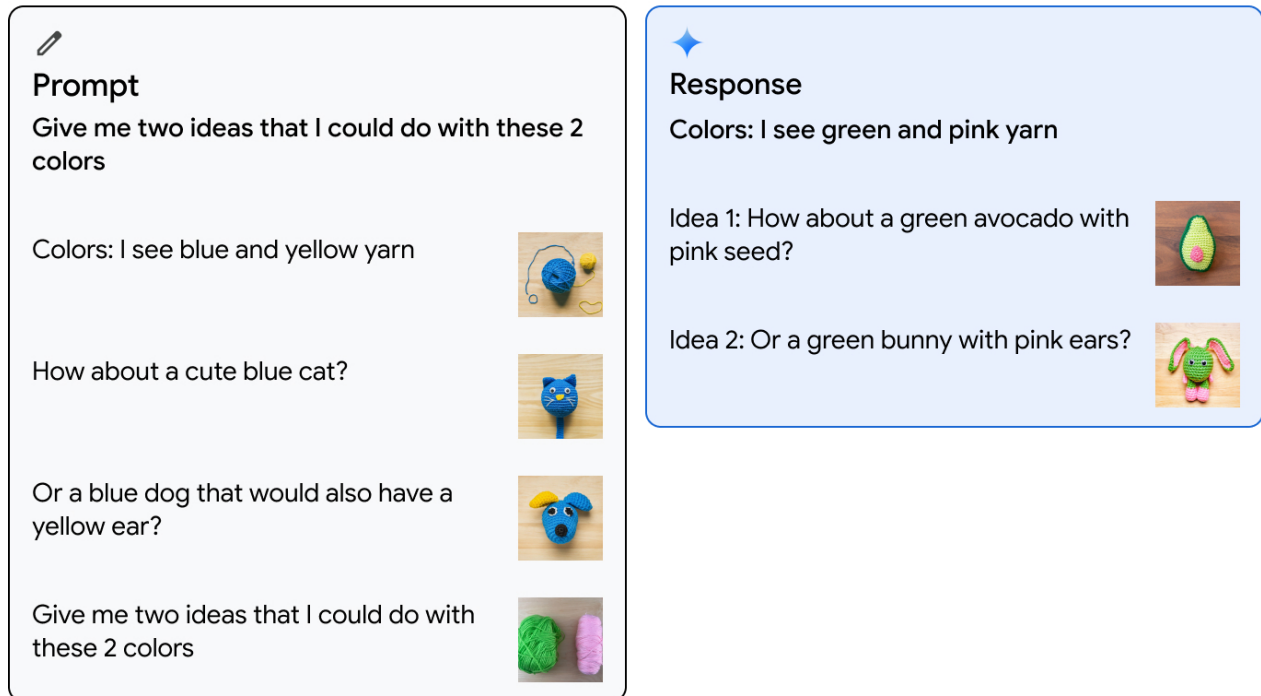 Prompt
Give me two ideas that I could do with these 2
colors
Colors: I see blue and yellow yarn
How about a cute blue cat?
Or a blue dog that would also have a
yellow ear?
Give me two ideas that I could do with
these 2 colors
Response
Colors: I see green and pink yarn
Idea 1: How about a green avocado with
pink seed?
Idea 2: Or a green bunny with pink ears?